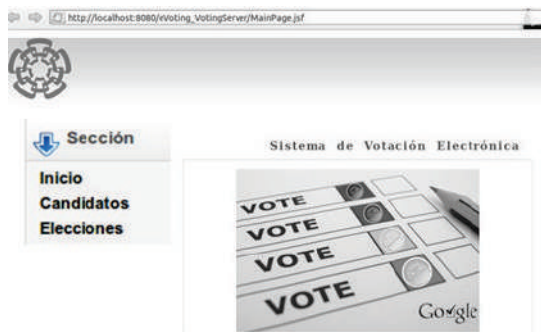 http://localhost:8080/eVoting_VotingServer/MainPage.jsf
Sección
Sistema de Votación Electrónica
Inicio
Candidatos
Elecciones
VOTE
VOTE
VOTE
VOTE
Google